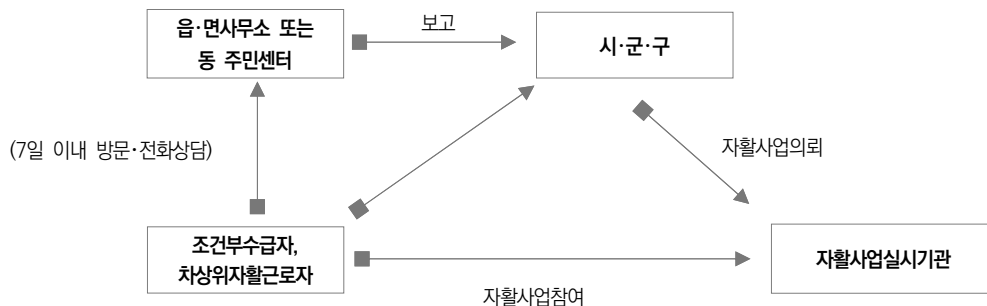 읍·면사무소 또는
동 주민센터
보고
시·군·구
(7일 이내 방문·전화상담)
자활사업의뢰
조건부수급자,
차상위자활근로자
자활사업실시기관
자활사업참여